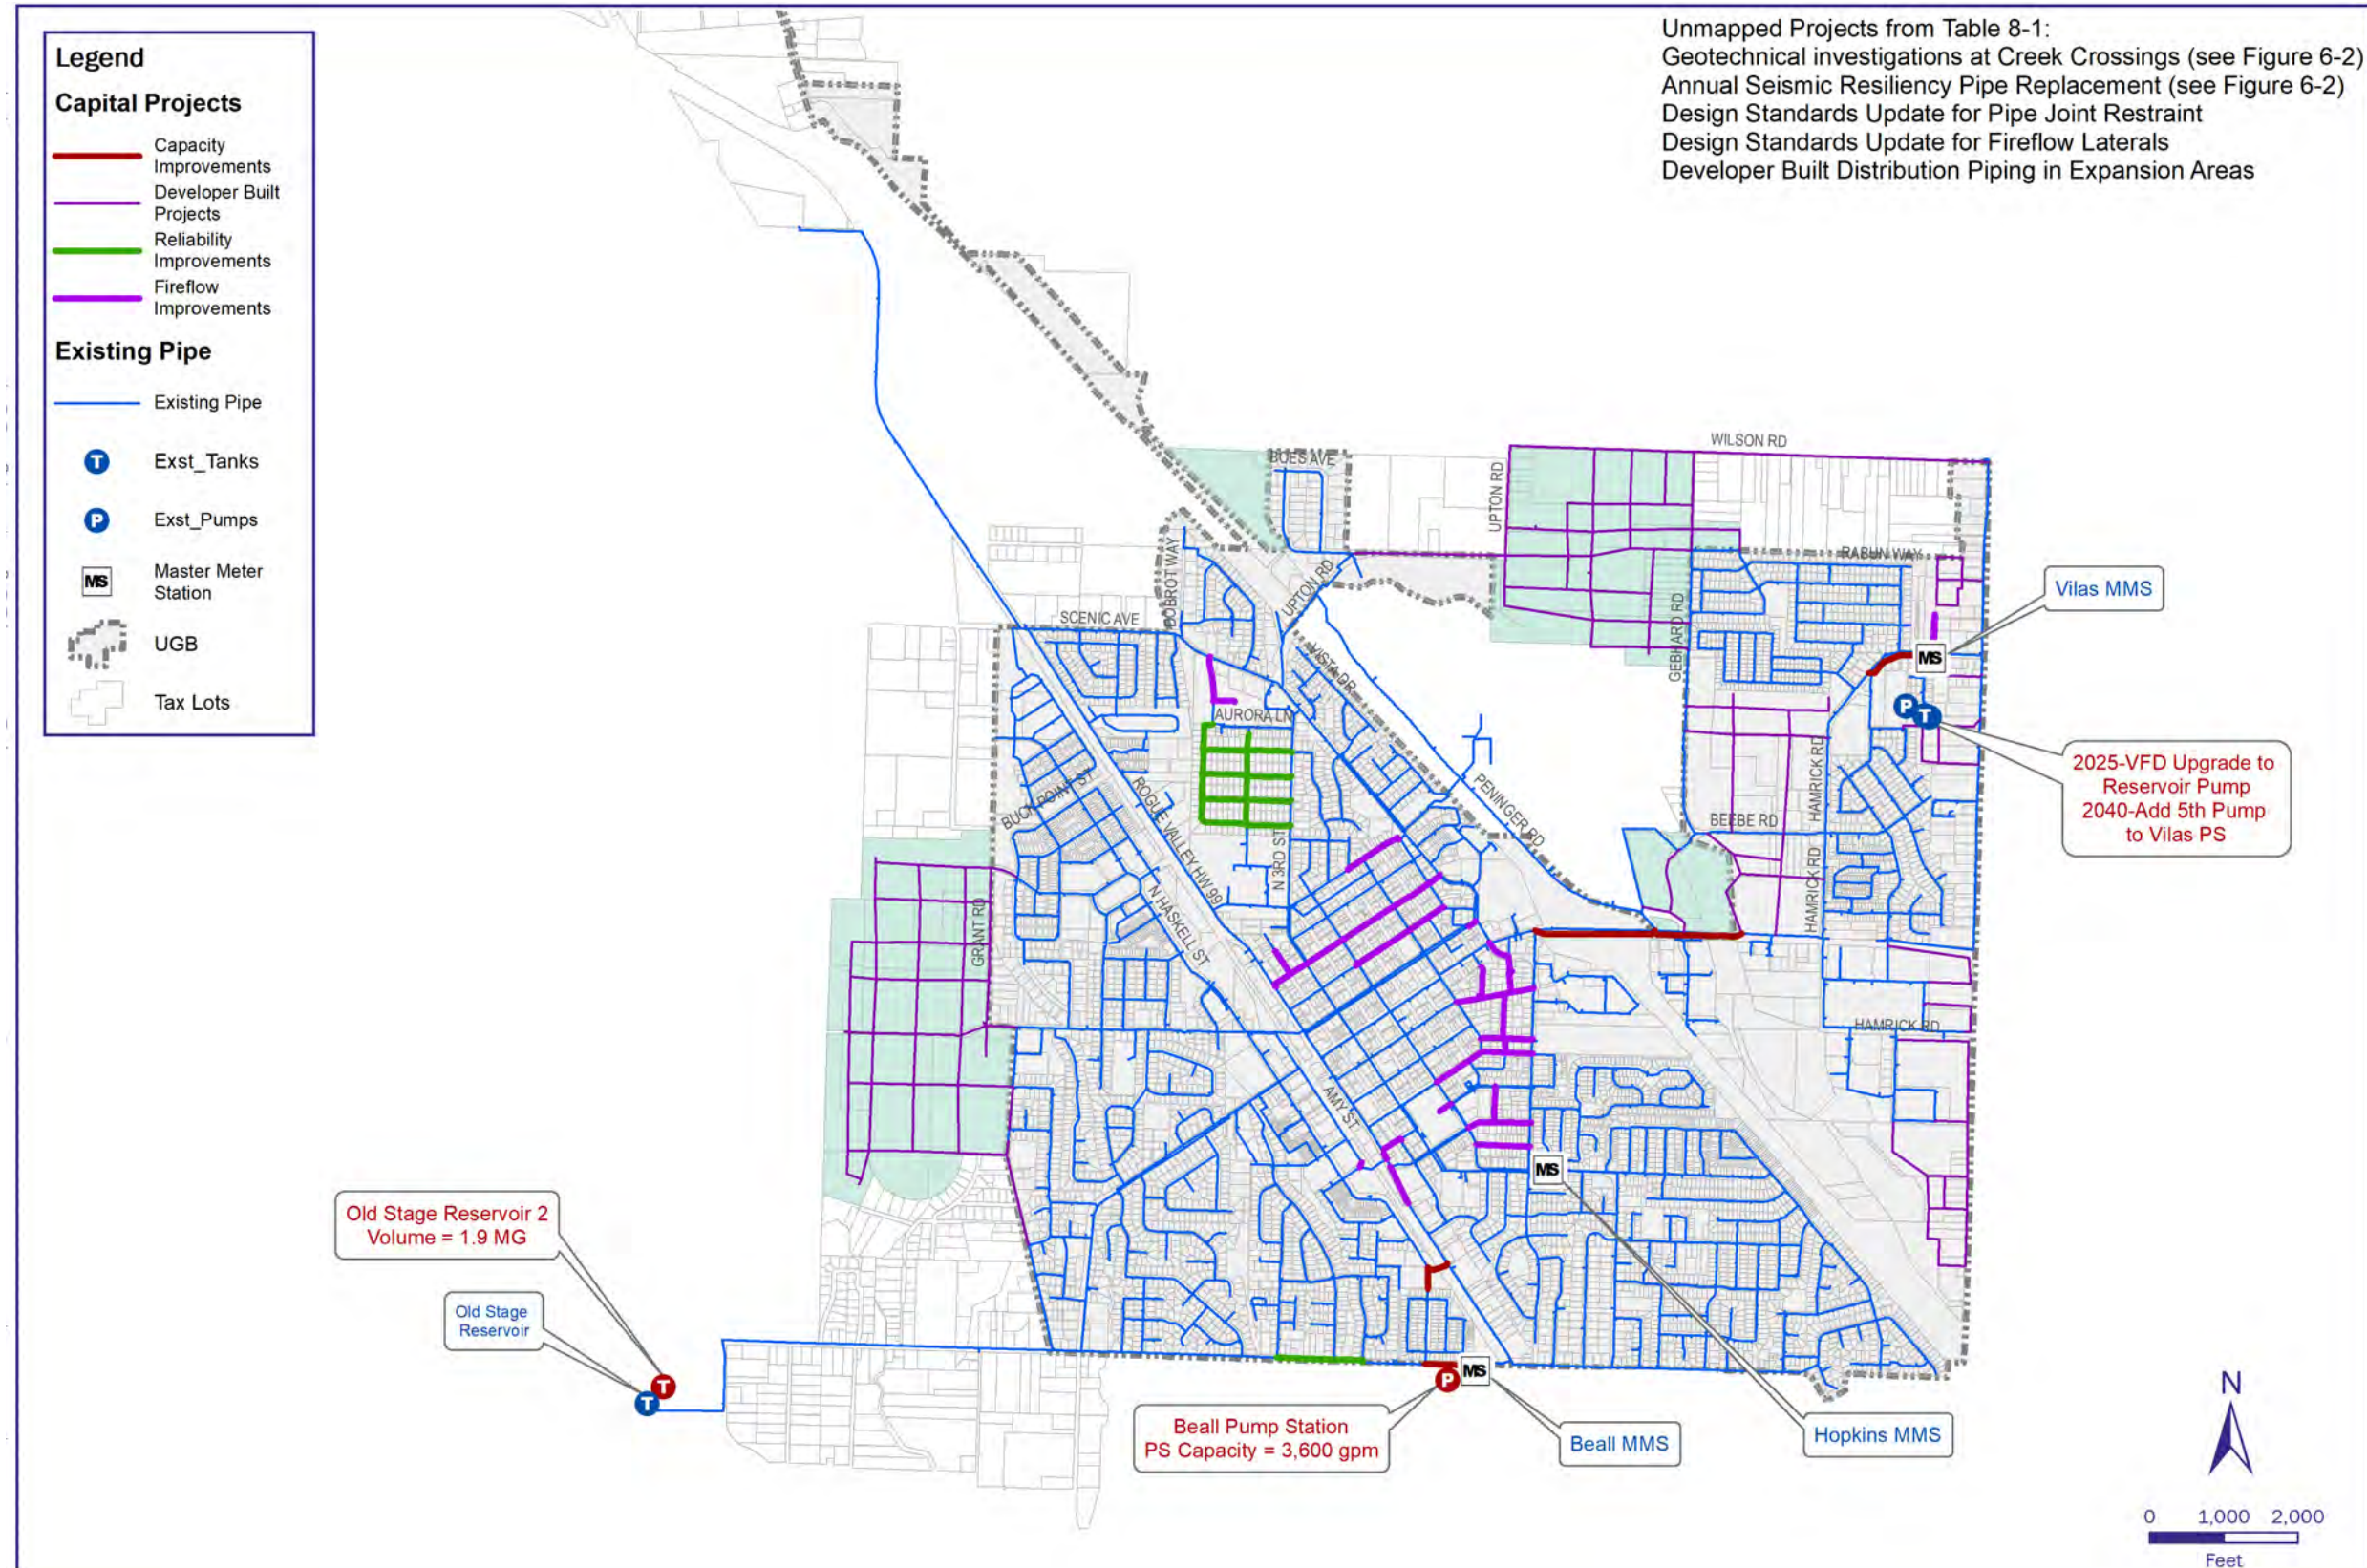 Unmapped Projects from Table 8-1:
Geotechnical investigations at Creek Crossings (see Figure 6-2)
Annual Seismic Resiliency Pipe Replacement (see Figure 6-2)
Design Standards Update for Pipe Joint Restraint
Design Standards Update for Fireflow Laterals
Developer Built Distribution Piping in Expansion Areas
Legend
Capital Projects
Capacity
Improvements
Developer Built
Projects
Reliability
Improvements
Fireflow
Improvements
Existing Pipe
Existing Pipe
T
Exst_Tanks
P
Exst_Pumps
MS
Master Meter
Station
UGB
Tax Lots
WILSON RD
BUES AVE
UPTON RD
RABUN WAY
DOBROT WAY
UPTON RD
SCENIC AVE
GEBHARD RD
VISTA DR
Vilas MMS
MS
P
T
AURORA LN
2025-VFD Upgrade to
Reservoir Pump
2040-Add 5th Pump
to Vilas PS
HAMRICK RD
BUCK POINT ST
ROGUE VALLEY HW 99
PENINGER RD
BEEBE RD
N 3RD ST
HAMRICK RD
N HASKELL ST
GRANT RD
HAMRICK RD
AMY ST
MS
Old Stage Reservoir 2
Volume = 1.9 MG
Old Stage
Reservoir
T
T
MS
P
Beall Pump Station
PS Capacity = 3,600 gpm
Beall MMS
Hopkins MMS
N
0 1,000 2,000
Feet